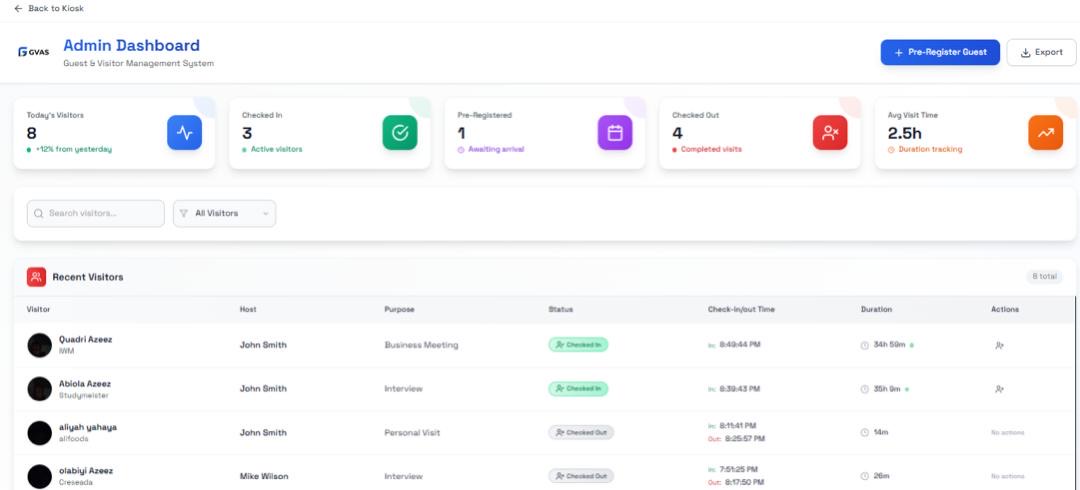 Back to Kiosk
GVAS
Admin Dashboard
Guest & Visitor Management System
Pre-Register Guest
Export
Today's Visitors
8
+12% from yesterday
Checked In
3
Active visitors
Pre-Registered
1
Awaiting arrival
Checked Out
4
Completed visits
Avg Visit Time
2.5h
Duration tracking
Search visitors...
All Visitors
Recent Visitors
8 total
Visitor Host Purpose Status Check-in/out Time Duration Actions
Quadri Azeez
IWM
John Smith
Business Meeting
Checked In
In: 8:49:44 PM
34h 59m
Abiola Azeez
Studymeister
John Smith
Interview
Checked In
In: 8:39:43 PM
35h 9m
aliyah yahaya
alifoods
John Smith
Personal Visit
Checked Out
In: 8:11:41 PM
Out: 8:25:57 PM
14m
No actions
olabiyi Azeez
Creseada
Mike Wilson
Interview
Checked Out
In: 7:51:25 PM
Out: 8:17:50 PM
26m
No actions